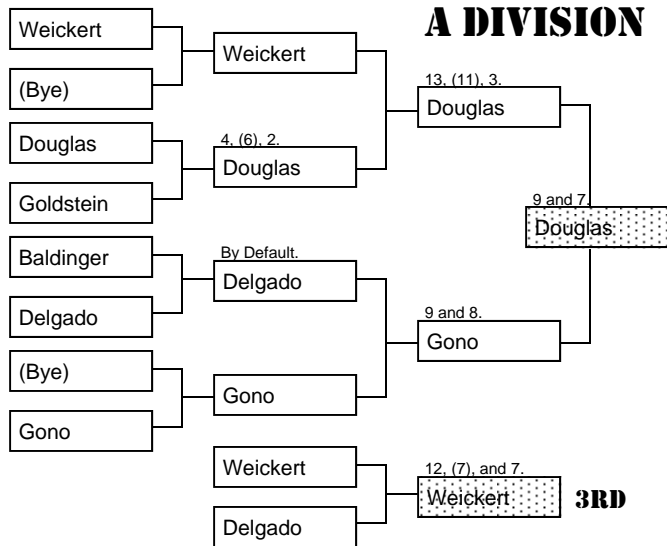 A DIVISION
Weickert
(Bye)
Douglas
Goldstein
Baldinger
Delgado
(Bye)
Gono
Weickert
4, (6), 2.
Douglas
By Default.
Delgado
Gono
Weickert
Delgado
13, (11), 3.
Douglas
9 and 8.
Gono
12, (7), and 7.
Weickert
3RD
9 and 7.
Douglas